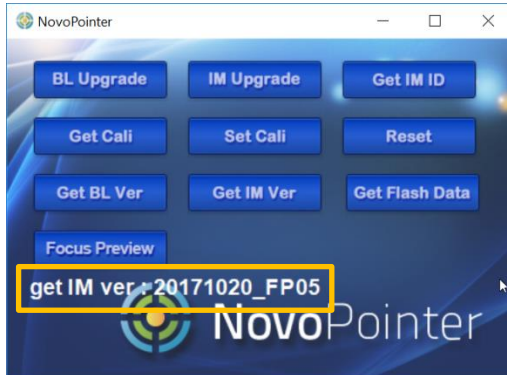 NovoPointer
BL Upgrade IM Upgrade Get IM ID
Get Cali Set Cali Reset
Get BL Ver Get IM Ver Get Flash Data
Focus Preview
get IM ver : 20171020_FP05
NovoPointer